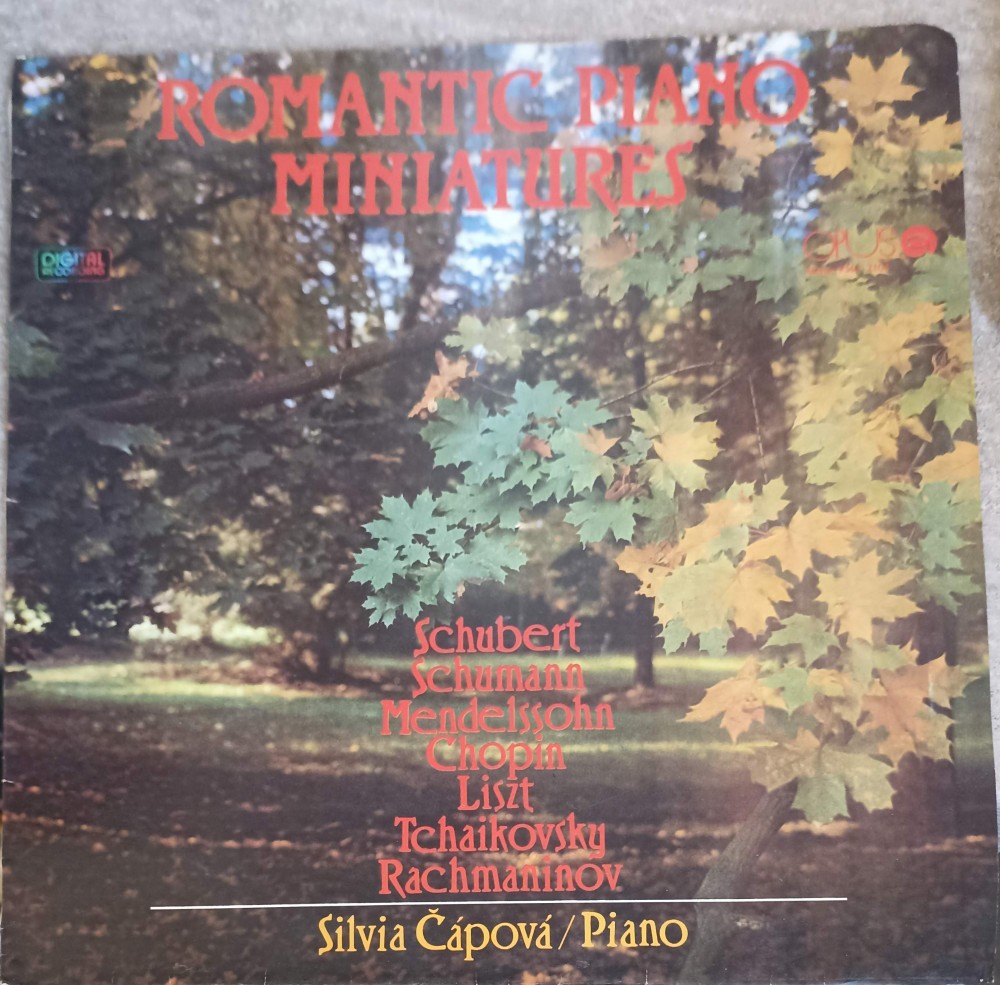 ROMANTIC PIANO
MINIATURES
DIGITAL
RECORDING
OPUS
Schubert
Schumann
Mendelssohn
Chopin
Liszt
Tchaikovsky
Rachmaninov
Silvia Čápová / Piano